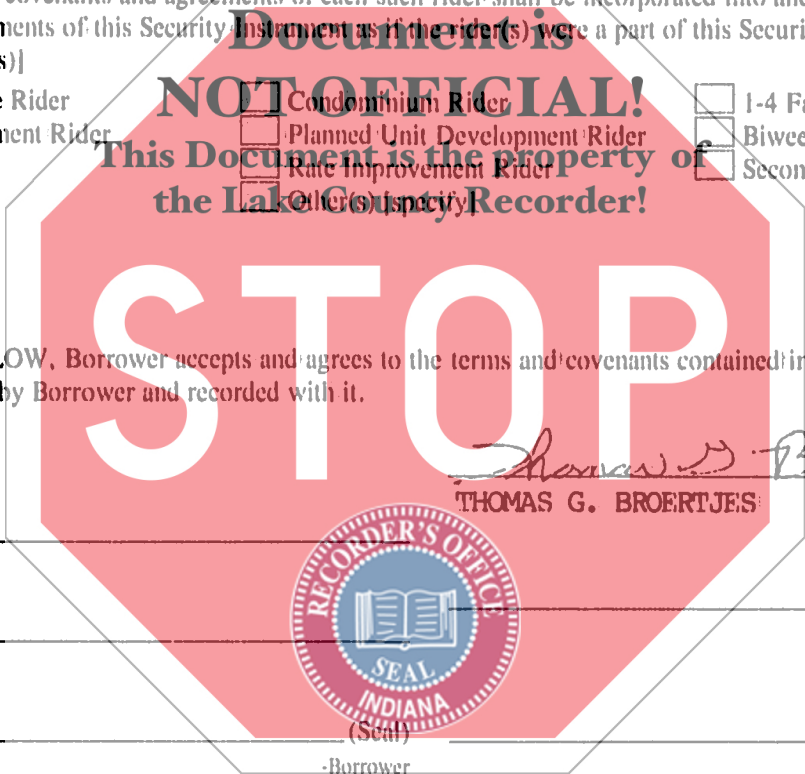 covenants and agreements of each such rider shall be incorporated into and
ments of this Security Instrument as if the rider(s) were a part of this Securi
s)]
Document is
NOT OFFICIAL!
This Document is the property of
the Lake County Recorder!
e Rider
ment Rider
Condominium Rider
Planned Unit Development Rider
Rate Improvement Rider
Other(s) [specify]
1-4 Fa
Biwee
Secon
STOP
LOW, Borrower accepts and agrees to the terms and covenants contained in
by Borrower and recorded with it.
Thomas G. B
THOMAS G. BROERTJES
RECORDER'S OFFICE
SEAL
INDIANA
(Seal)
-Borrower